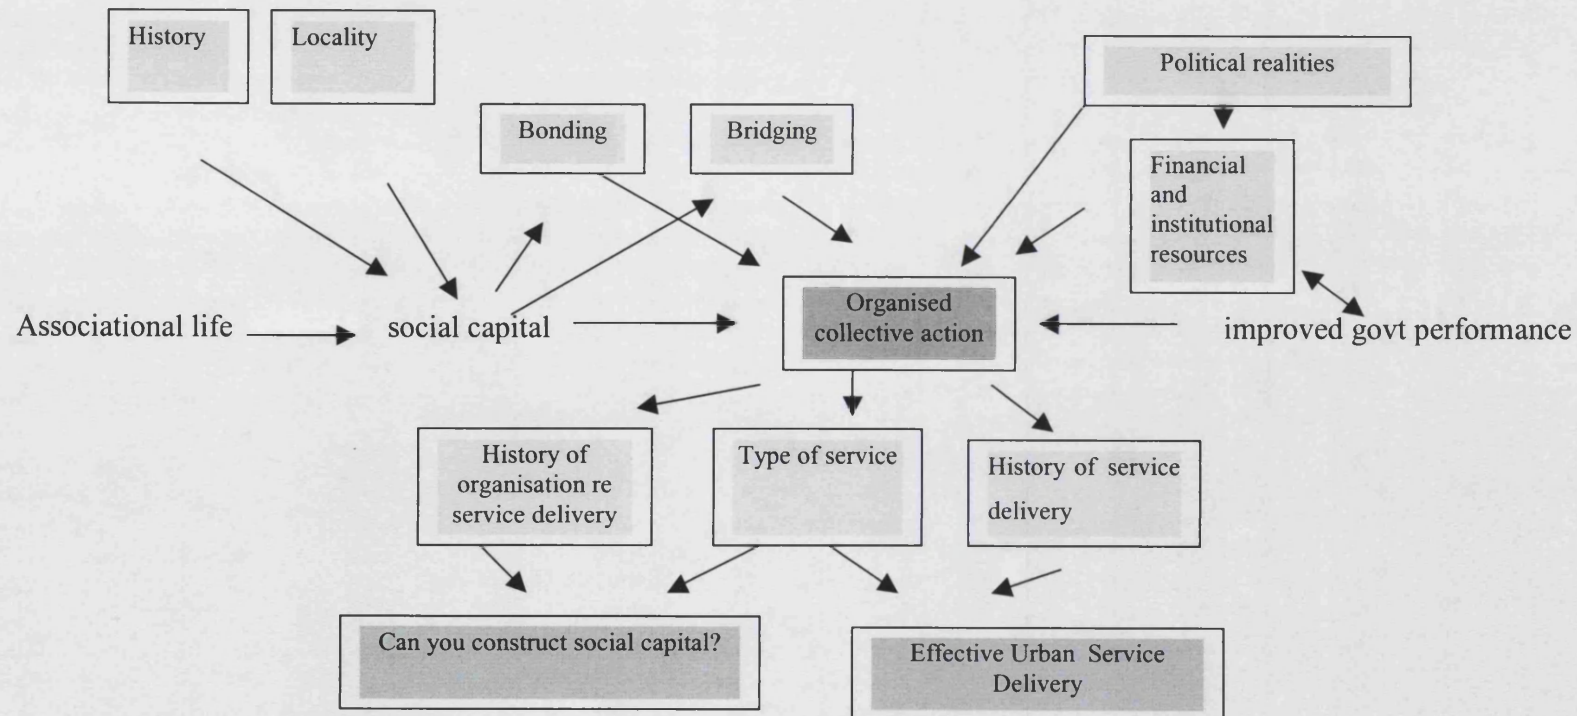 History
Locality
Political realities
Bonding
Bridging
Financial
and
institutional
resources
Associational life
social capital
Organised
collective action
improved govt performance
History of
organisation re
service delivery
Type of service
History of service
delivery
Can you construct social capital?
Effective Urban Service
Delivery